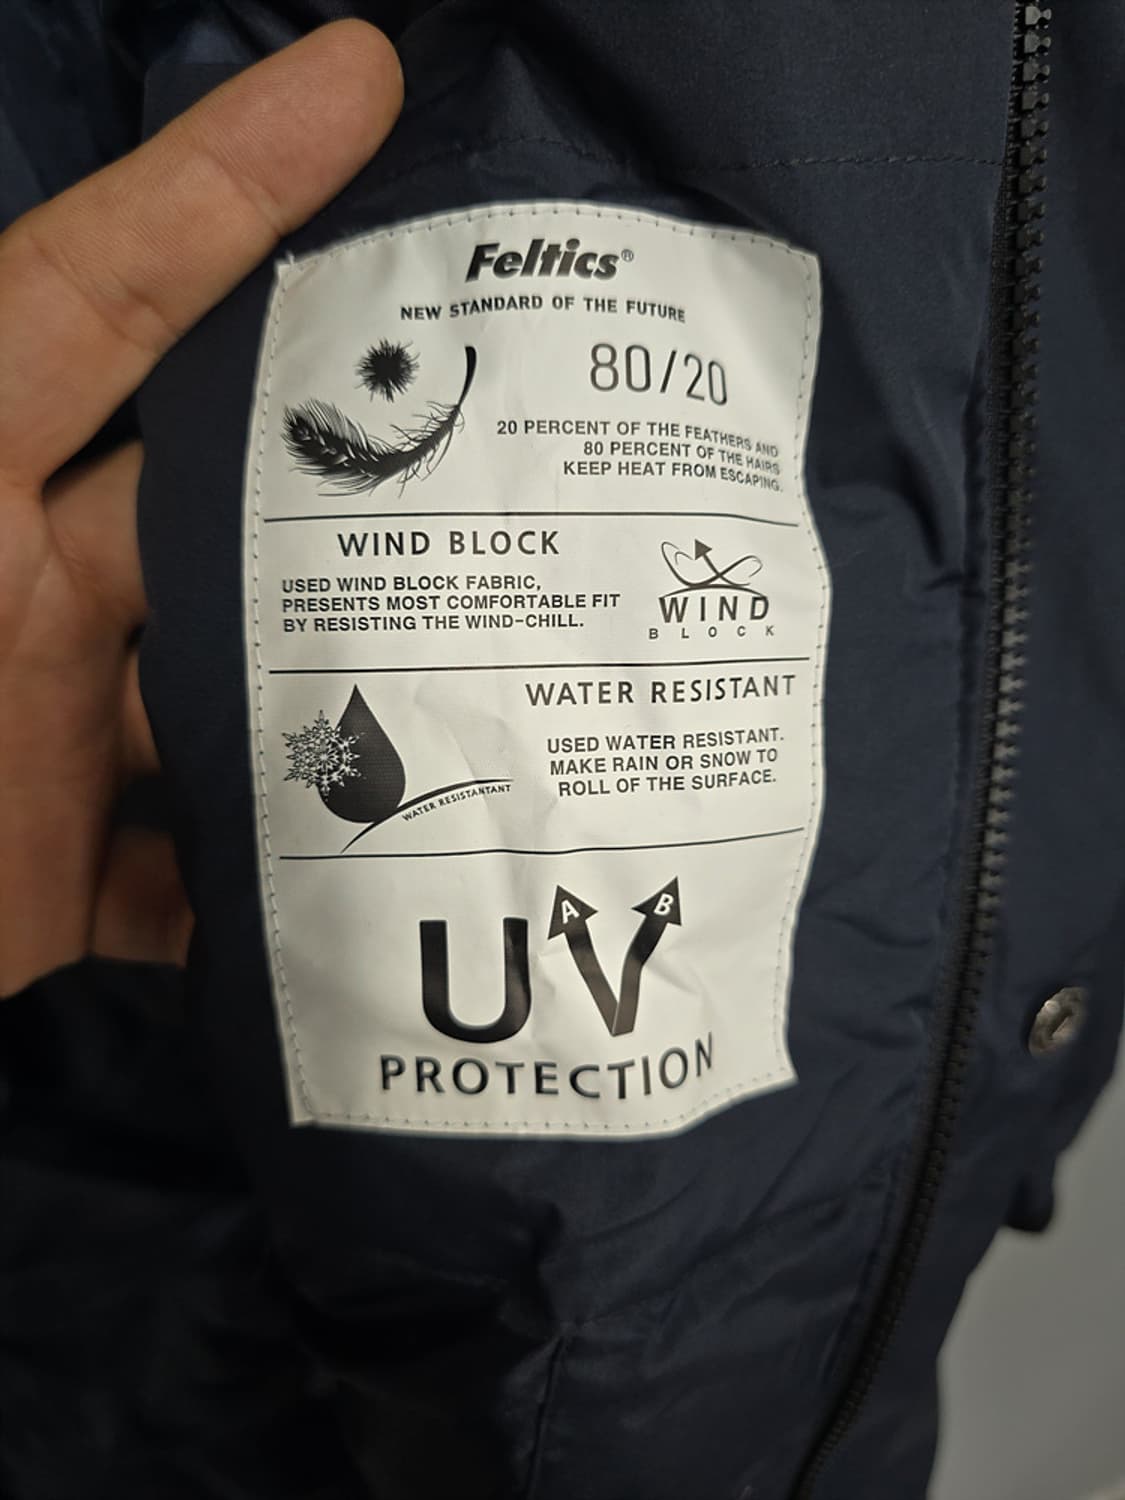 Feltics®
NEW STANDARD OF THE FUTURE
80/20
20 PERCENT OF THE FEATHERS AND
80 PERCENT OF THE HAIRS
KEEP HEAT FROM ESCAPING.
WIND BLOCK
USED WIND BLOCK FABRIC,
PRESENTS MOST COMFORTABLE FIT
BY RESISTING THE WIND-CHILL.
WIND
BLOCK
WATER RESISTANT
USED WATER RESISTANT.
MAKE RAIN OR SNOW TO
ROLL OF THE SURFACE.
WATER RESISTANTANT
A B
UV
PROTECTION